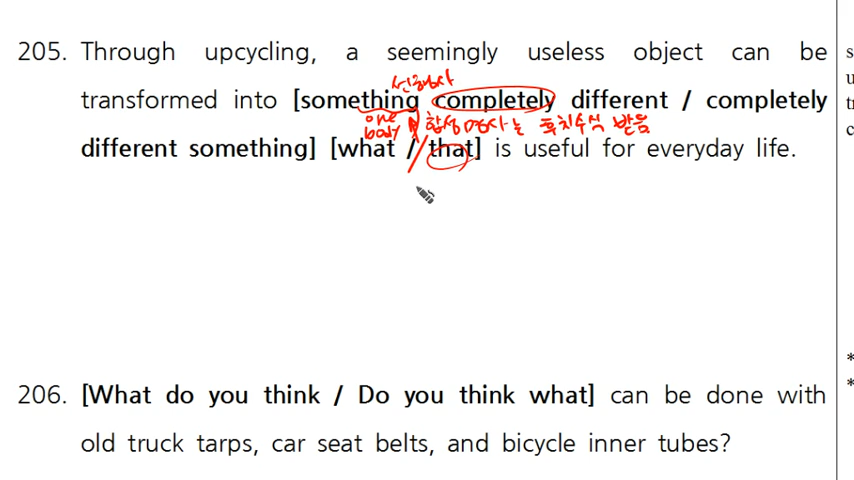 205. Through upcycling, a seemingly useless object can be
선행사
transformed into [something completely different / completely
one body 합성 명사는 후치수식 받음
different something] [what / that] is useful for everyday life.
206. [What do you think / Do you think what] can be done with
old truck tarps, car seat belts, and bicycle inner tubes?
s
u
t
c
*
*